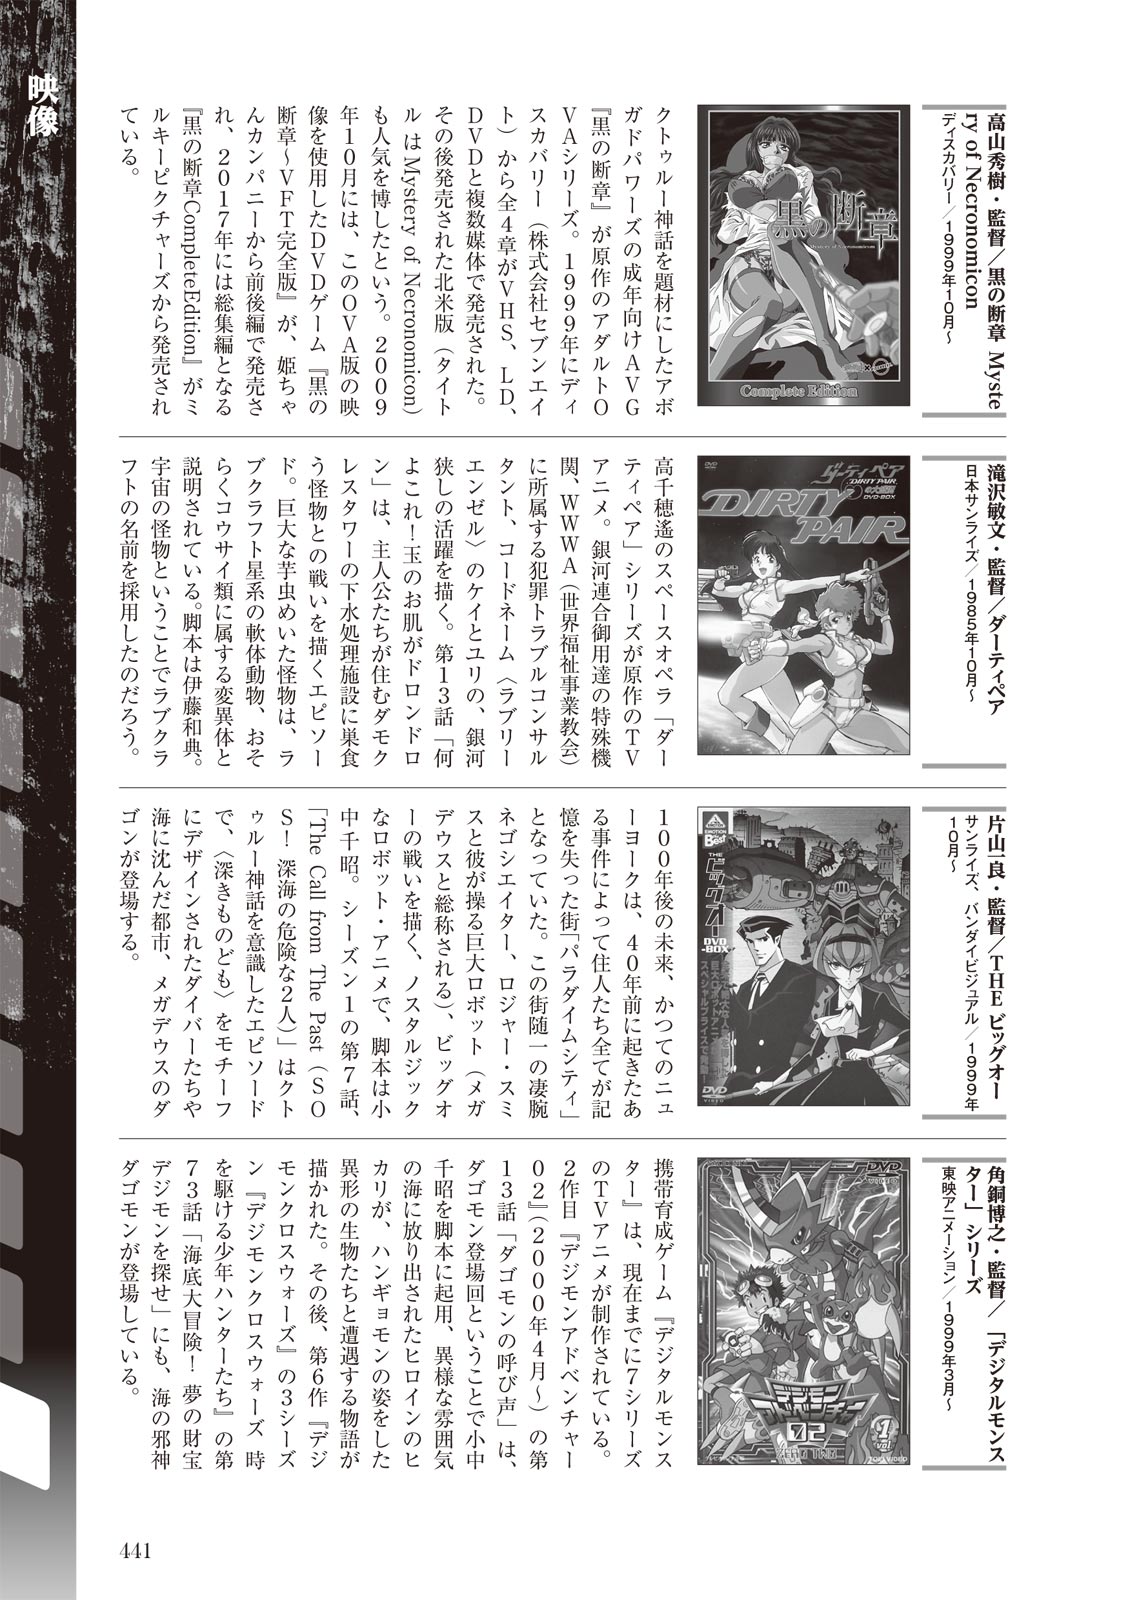 映像
高山秀樹・監督／黒の断章 Myste
ry of Necronomicon
ディスカバリー／1999年10月〜
黒の断章
Mystery of Necronomicon
Complete Edition
クトゥルー神話を題材にしたアボ
ガドパワーズの成年向けＡＶＧ
『黒の断章』が原作のアダルトＯ
ＶＡシリーズ。１９９９年にディ
スカバリー（株式会社セブンエイ
ト）から全４章がＶＨＳ、ＬＤ、
ＤＶＤと複数媒体で発売された。
その後発売された北米版（タイト
ルはMystery of Necronomicon）
も人気を博したという。２００９
年１０月には、このＯＶＡ版の映
像を使用したＤＶＤゲーム『黒の
断章〜ＶＦＴ完全版』が、姫ちゃ
んカンパニーから前後編で発売さ
れ、２０１７年には総集編となる
『黒の断章CompleteEdition』がミ
ルキーピクチャーズから発売され
ている。
滝沢敏文・監督／ダーティペア
日本サンライズ／1985年10月〜
DVD
ダーティペア
DIRTY PAIR
の大勝負
DVD-BOX
DIRTY
PAIR
高千穂遙のスペースオペラ「ダー
ティペア」シリーズが原作のＴＶ
アニメ。銀河連合御用達の特殊機
関、ＷＷＷＡ（世界福祉事業教会）
に所属する犯罪トラブルコンサル
タント、コードネーム〈ラブリー
エンゼル〉のケイとユリの、銀河
狭しの活躍を描く。第１３話「何
よこれ！玉のお肌がドロンドロ
ン」は、主人公たちが住むダモク
レスタワーの下水処理施設に巣食
う怪物との戦いを描くエピソー
ド。巨大な芋虫めいた怪物は、ラ
ブクラフト星系の軟体動物、おそ
らくコウサイ類に属する変異体と
説明されている。脚本は伊藤和典。
宇宙の怪物ということでラブクラ
フトの名前を採用したのだろう。
片山一良・監督／THE ビッグオー
サンライズ、バンダイビジュアル／1999年
10月〜
EMOTION
the Best
THE
ビッグオー
DVD
-BOX
スペシャルプライスで発動！
DVD
VIDEO
１００年後の未来、かつてのニュ
ーヨークは、４０年前に起きたあ
る事件によって住人たち全てが記
憶を失った街「パラダイムシティ」
となっていた。この街随一の凄腕
ネゴシエイター、ロジャー・スミ
スと彼が操る巨大ロボット（メガ
デウスと総称される）、ビッグオ
ーの戦いを描く、ノスタルジック
なロボット・アニメで、脚本は小
中千昭。シーズン１の第７話、
「The Call from The Past（ＳＯ
Ｓ！ 深海の危険な２人）」はクト
ゥルー神話を意識したエピソード
で、〈深きものども〉をモチーフ
にデザインされたダイバーたちや
海に沈んだ都市、メガデウスのダ
ゴンが登場する。
角銅博之・監督／「デジタルモンス
ター」シリーズ
東映アニメーション／1999年3月〜
DVD
VIDEO
デジモン
アドベンチャー
02
1
vol
TOEI VIDEO
携帯育成ゲーム『デジタルモンス
ター』は、現在までに７シリーズ
のＴＶアニメが制作されている。
２作目『デジモンアドベンチャー
０２』（２０００年４月〜）の第
１３話「ダゴモンの呼び声」は、
ダゴモン登場回ということで小中
千昭を脚本に起用、異様な雰囲気
の海に放り出されたヒロインのヒ
カリが、ハンギョモンの姿をした
異形の生物たちと遭遇する物語が
描かれた。その後、第６作『デジ
モンクロスウォーズ』の３シーズ
ン『デジモンクロスウォーズ 時
を駆ける少年ハンターたち』の第
７３話「海底大冒険！ 夢の財宝
デジモンを探せ」にも、海の邪神
ダゴモンが登場している。
441